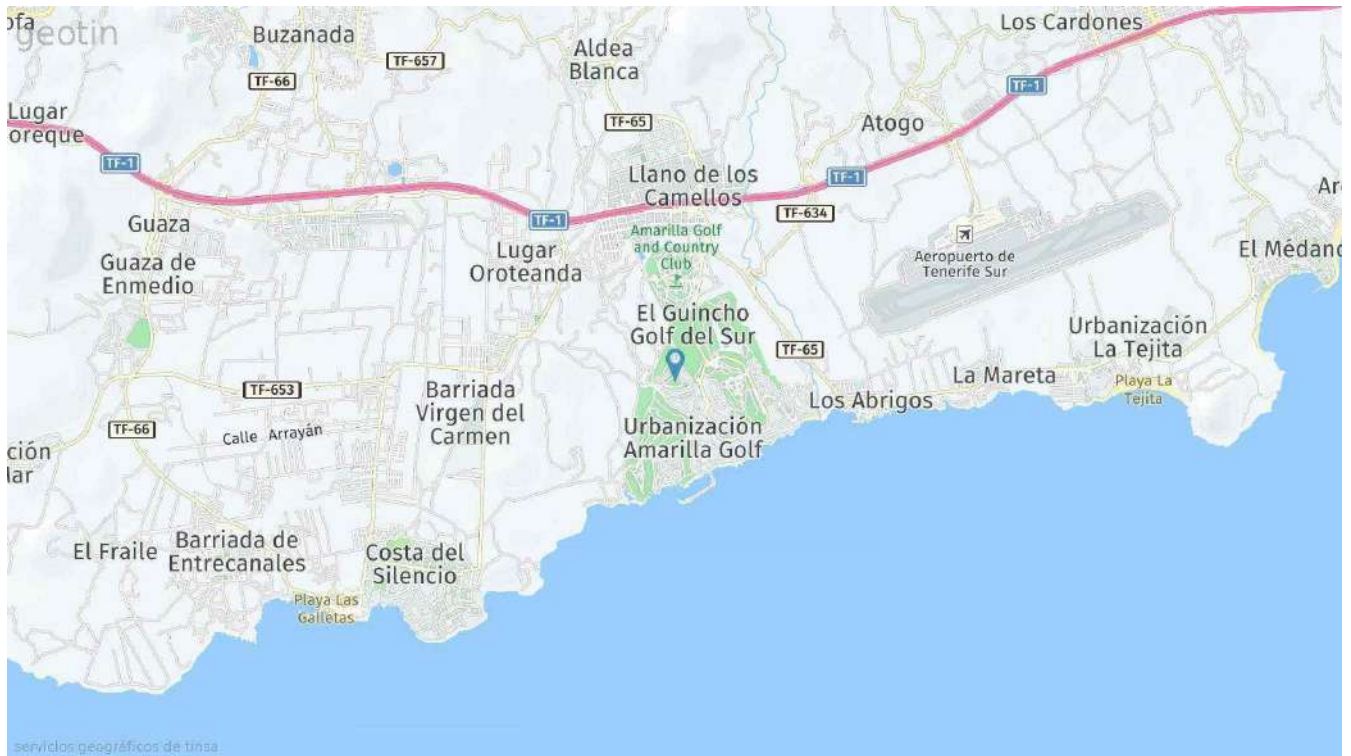 ofa
geotin
Buzanada
Los Cardones
Aldea
Blanca
TF-657
TF-66
TF-1
Lugar
oreque
TF-65
Atogo
TF-1
Llano de los
Camellos
TF-1
TF-634
TF-1
Guaza
Amarilla Golf
and Country
Club
Lugar
Oroteanda
Aeropuerto de
Tenerife Sur
El Médano
Guaza de
Enmedio
El Guincho
Golf del Sur
Urbanización
La Tejita
TF-65
TF-653
Barriada
Virgen del
Carmen
La Mareta
Playa La
Tejita
Los Abrigos
TF-66
Calle Arrayán
Urbanización
Amarilla Golf
ción
El Fraile
Barriada de
Entrecanales
Costa del
Silencio
Playa Las
Galletas
servicios geográficos de tinsa